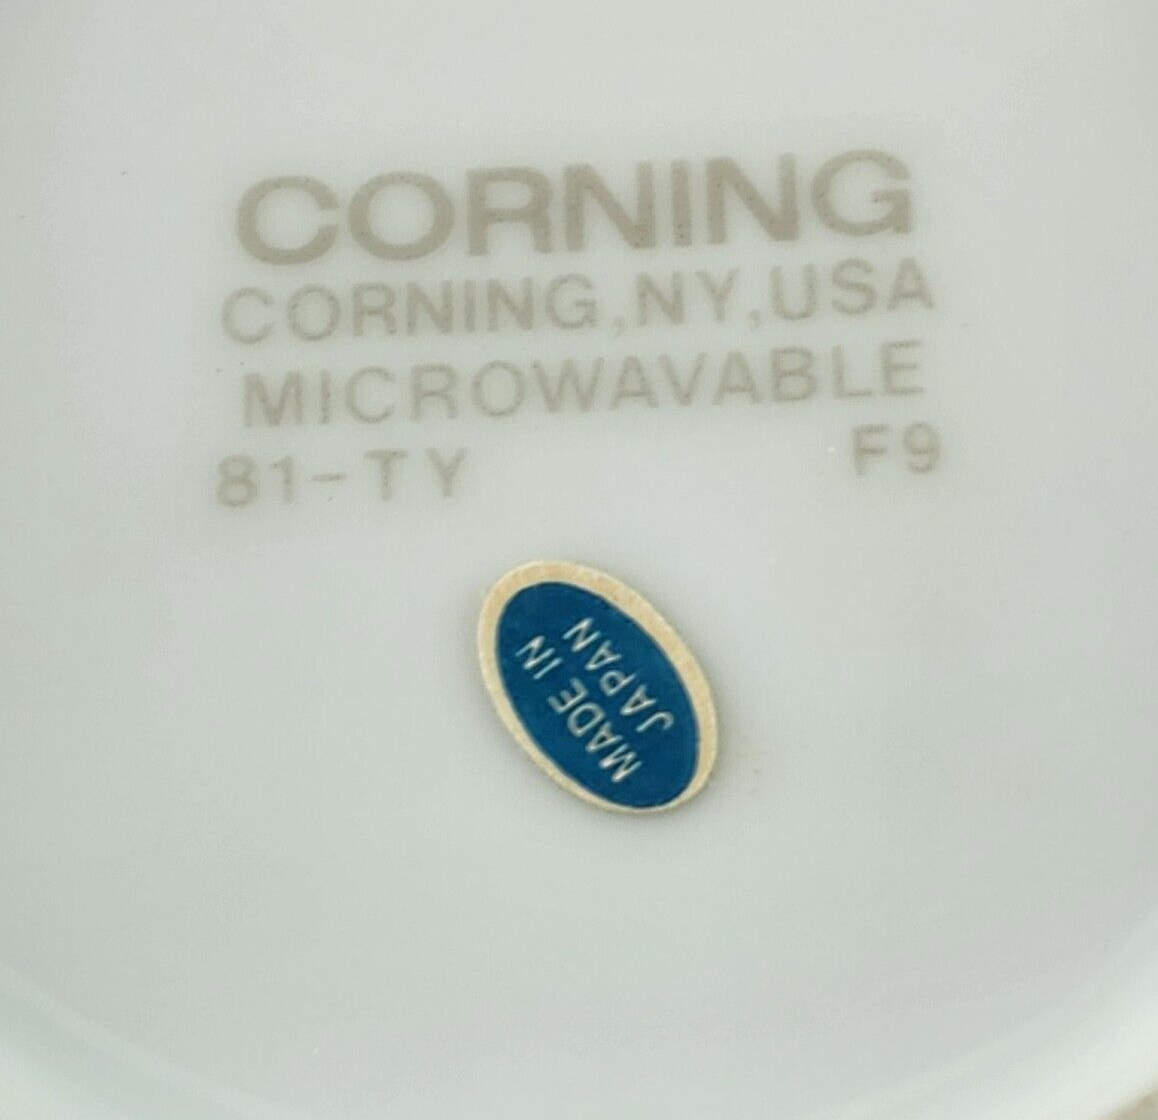 CORNING
CORNING,NY,USA
MICROWAVABLE
81-TY F9
MADE IN
JAPAN